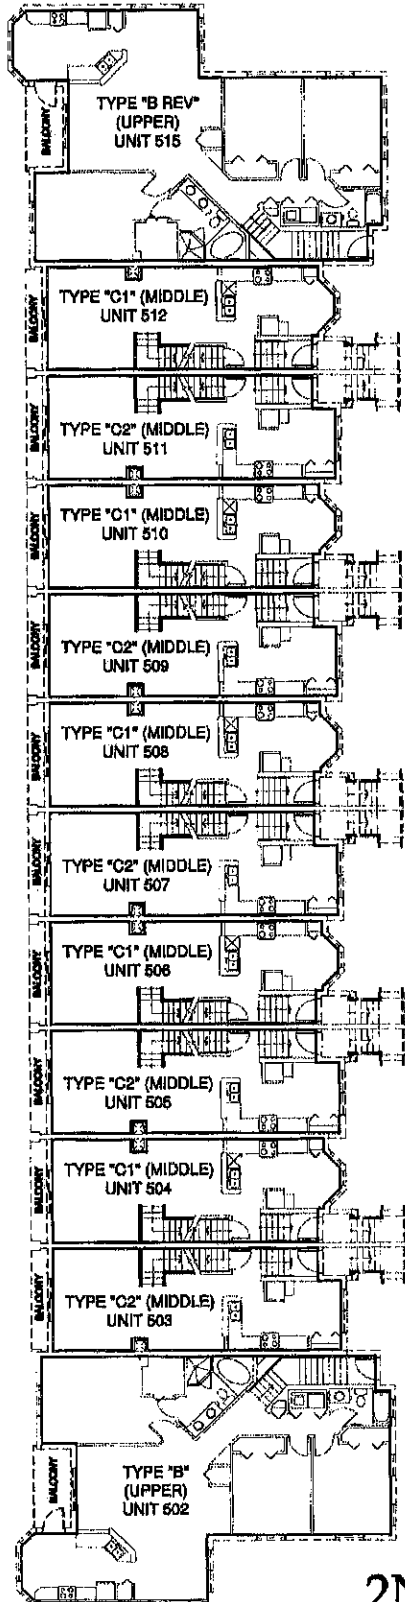 BALCONY
TYPE "B REV"
(UPPER)
UNIT 515
BALCONY
TYPE "C1" (MIDDLE)
UNIT 512
BALCONY
TYPE "C2" (MIDDLE)
UNIT 511
BALCONY
TYPE "C1" (MIDDLE)
UNIT 510
BALCONY
TYPE "C2" (MIDDLE)
UNIT 509
BALCONY
TYPE "C1" (MIDDLE)
UNIT 508
BALCONY
TYPE "C2" (MIDDLE)
UNIT 507
BALCONY
TYPE "C1" (MIDDLE)
UNIT 506
BALCONY
TYPE "C2" (MIDDLE)
UNIT 505
BALCONY
TYPE "C1" (MIDDLE)
UNIT 504
BALCONY
TYPE "C2" (MIDDLE)
UNIT 503
BALCONY
TYPE "B"
(UPPER)
UNIT 502